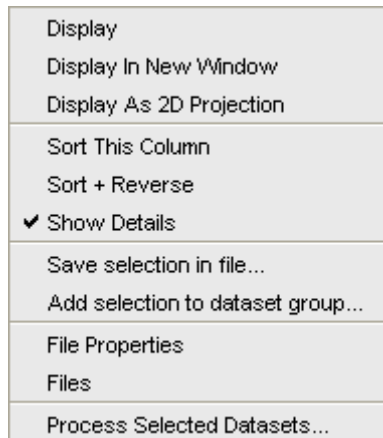 Display
Display In New Window
Display As 2D Projection
Sort This Column
Sort + Reverse
Show Details
Save selection in file...
Add selection to dataset group...
File Properties
Files
Process Selected Datasets...